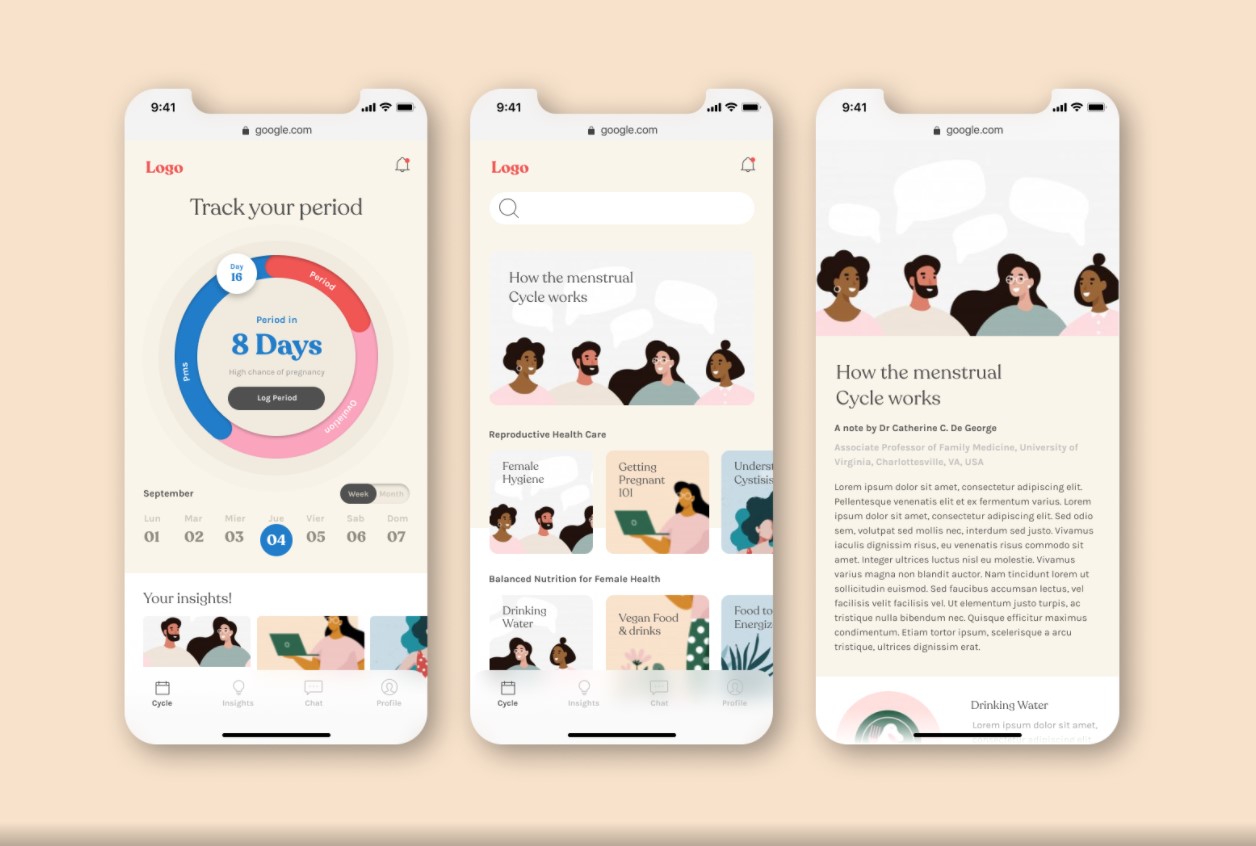 9:41
google.com
Logo
Track your period
Day
16
Period
Pms
Ovulation
Period in
8 Days
High chance of pregnancy
Log Period
September
Week
Month
Lun
Mar
Mier
Jue
Vier
Sab
Dom
01
02
03
04
05
06
07
Your insights!
Cycle
Insights
Chat
Profile
9:41
google.com
Logo
How the menstrual
Cycle works
Reproductive Health Care
Female
Hygiene
Getting
Pregnant
101
Underst
Cystisis
Balanced Nutrition for Female Health
Drinking
Water
Vegan Food
& drinks
Food to
Energiz
Cycle
Insights
Chat
Profile
9:41
google.com
How the menstrual
Cycle works
A note by Dr Catherine C. De George
Associate Professor of Family Medicine, University of
Virginia, Charlottesville, VA, USA
Lorem ipsum dolor sit amet, consectetur adipiscing elit.
Pellentesque venenatis elit et ex fermentum varius. Lorem
ipsum dolor sit amet, consectetur adipiscing elit. Sed odio
sem, volutpat sed mollis nec, interdum sed justo. Vivamus
iaculis dignissim risus, eu venenatis risus commodo sit
amet. Integer ultrices luctus nisl eu molestie. Vivamus
varius magna non blandit auctor. Nam tincidunt lorem ut
sollicitudin euismod. Sed faucibus accumsan lectus, vel
facilisis velit facilisis vel. Ut elementum justo turpis, ac
tristique nulla bibendum nec. Quisque efficitur maximus
condimentum. Etiam tortor ipsum, scelerisque a arcu
tristique, ultrices dignissim erat.
Drinking Water
Lorem ipsum dolor sit amet,